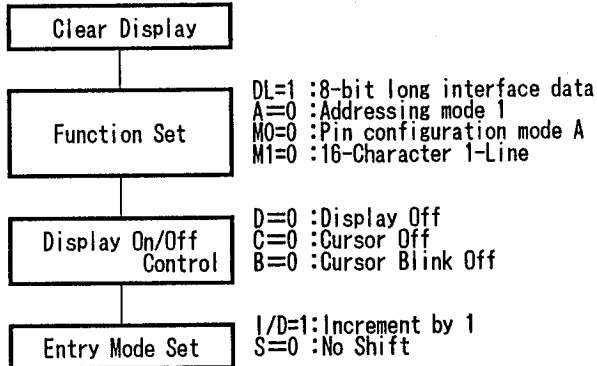 Clear Display
Function Set
DL=1 :8-bit long interface data
A=0 :Addressing mode 1
M0=0 :Pin configuration mode A
M1=0 :16-Character 1-Line
Display On/Off
Control
D=0 :Display Off
C=0 :Cursor Off
B=0 :Cursor Blink Off
Entry Mode Set
I/D=1:Increment by 1
S=0 :No Shift